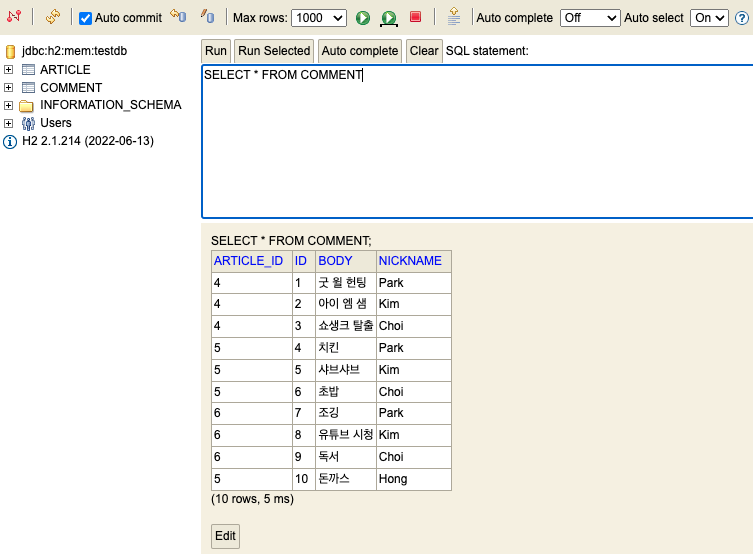 Auto commit Max rows: 1000 Auto complete Off Auto select On ?
jdbc:h2:mem:testdb
ARTICLE
COMMENT
INFORMATION_SCHEMA
Users
H2 2.1.214 (2022-06-13)
Run Run Selected Auto complete Clear SQL statement:
SELECT * FROM COMMENT
SELECT * FROM COMMENT;
ARTICLE_ID ID BODY NICKNAME
4 1 굿 윌 헌팅 Park
4 2 아이 엠 샘 Kim
4 3 쇼생크 탈출 Choi
5 4 치킨 Park
5 5 샤브샤브 Kim
5 6 초밥 Choi
6 7 조깅 Park
6 8 유튜브 시청 Kim
6 9 독서 Choi
5 10 돈까스 Hong
(10 rows, 5 ms)
Edit